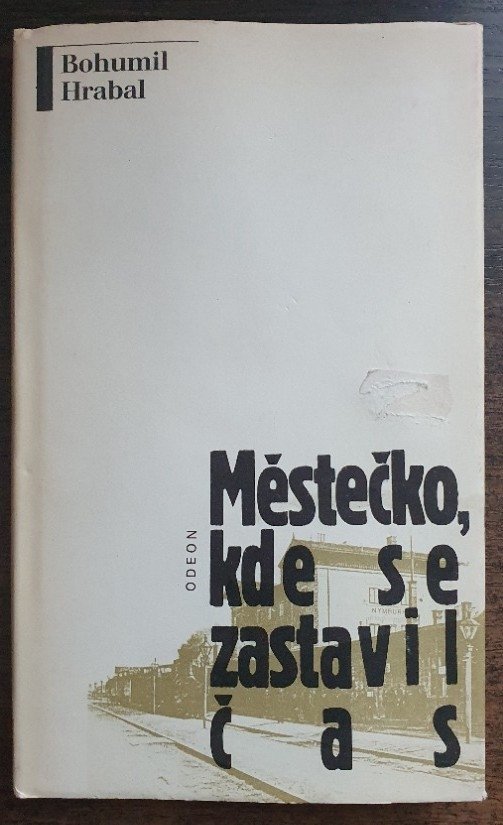 Bohumil
Hrabal
ODEON
Městečko,
kde se
zastavil
čas